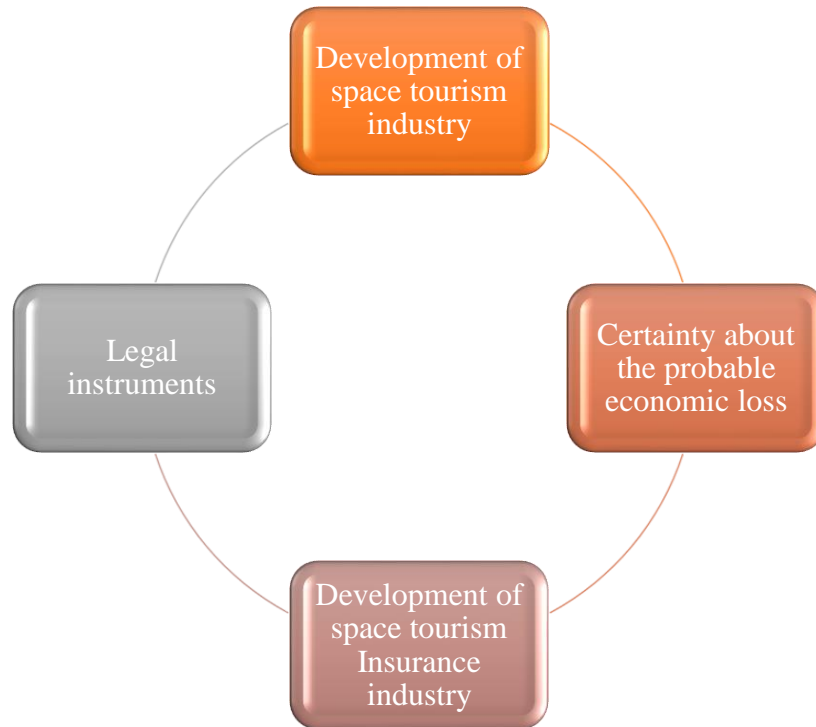 Development of
space tourism
industry
Legal
instruments
Certainty about
the probable
economic loss
Development of
space tourism
Insurance
industry